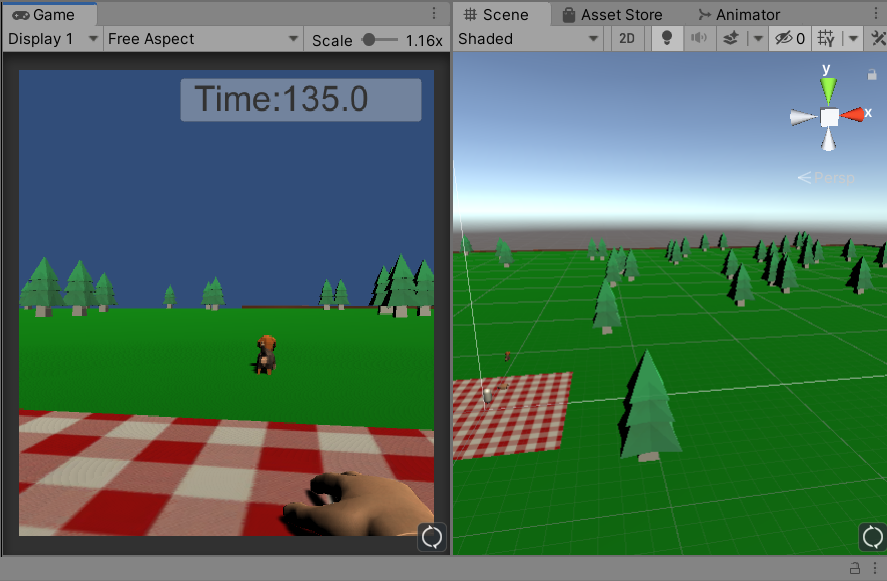 Game
Display 1
Free Aspect
Scale
1.16x
Time:135.0
Scene
Asset Store
Animator
Shaded
2D
0
y
x
Persp